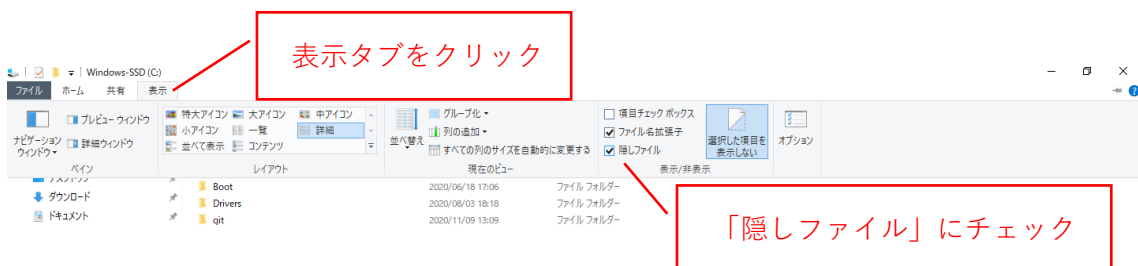 表示タブをクリック
Windows-SSD (C:)
ファイル ホーム 共有 表示
プレビュー ウィンドウ
詳細ウィンドウ
ナビゲーション
ウィンドウ
ペイン
特大アイコン 大アイコン 中アイコン
小アイコン 一覧 詳細
並べて表示 コンテンツ
レイアウト
並べ替え
グループ化
列の追加
すべての列のサイズを自動的に変更する
現在のビュー
項目チェック ボックス
ファイル名拡張子
隠しファイル
選択した項目を
表示しない
表示/非表示
オプション
デスクトップ
ダウンロード
ドキュメント
Boot 2020/06/18 17:06 ファイル フォルダー
Drivers 2020/08/03 18:18 ファイル フォルダー
git 2020/11/09 13:09 ファイル フォルダー
「隠しファイル」にチェック